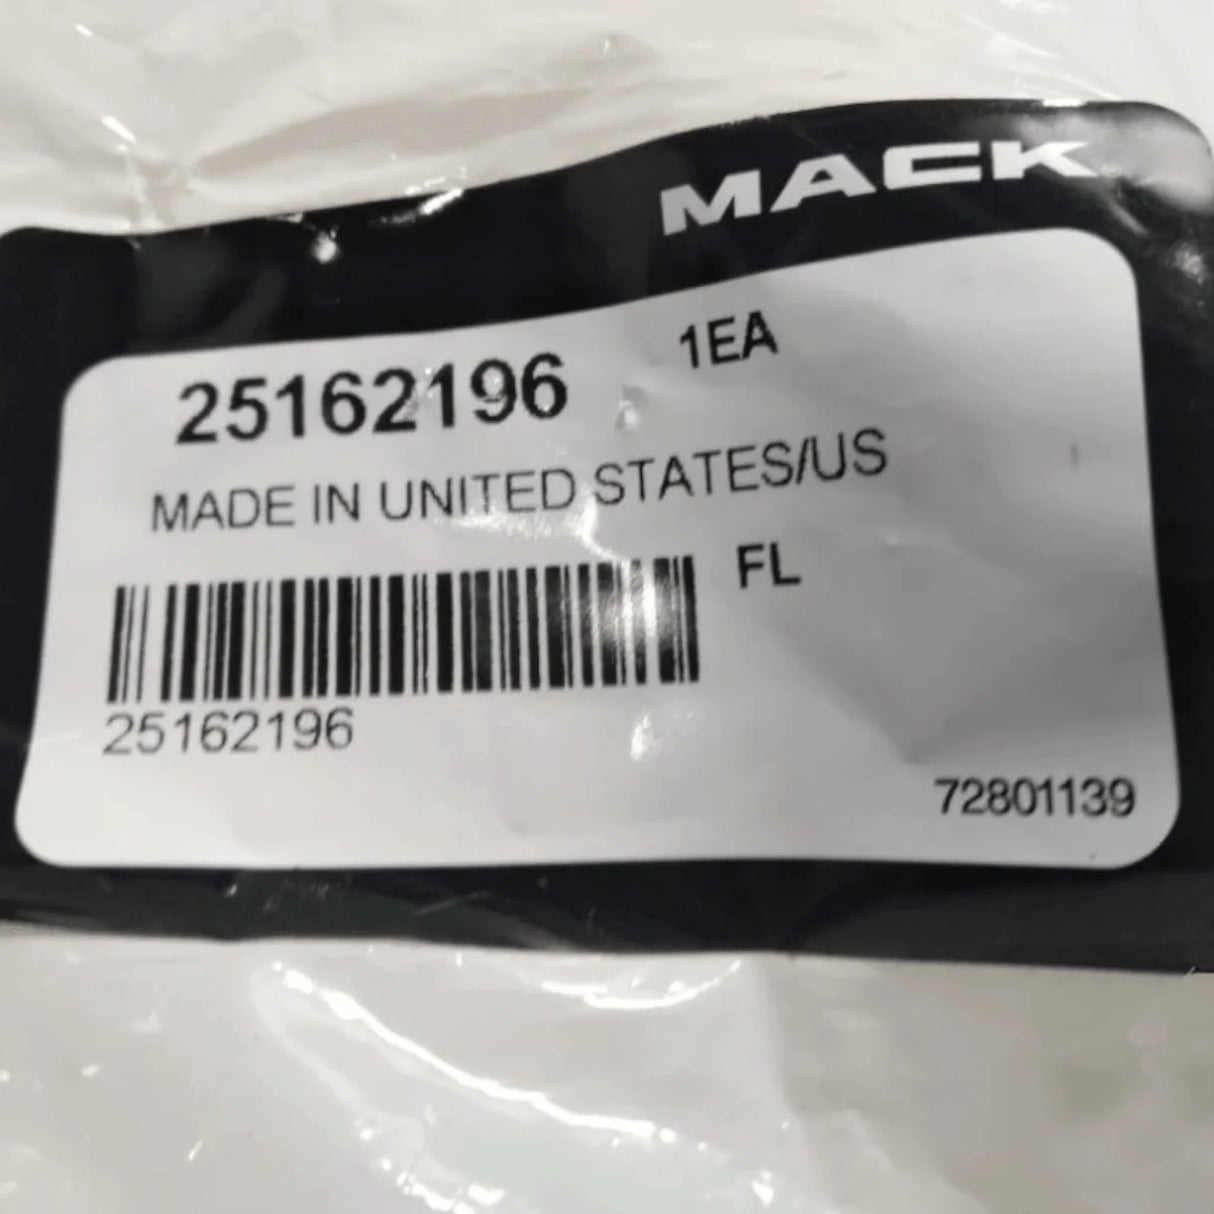 MACK
25162196 1EA
MADE IN UNITED STATES/US
FL
25162196
72801139